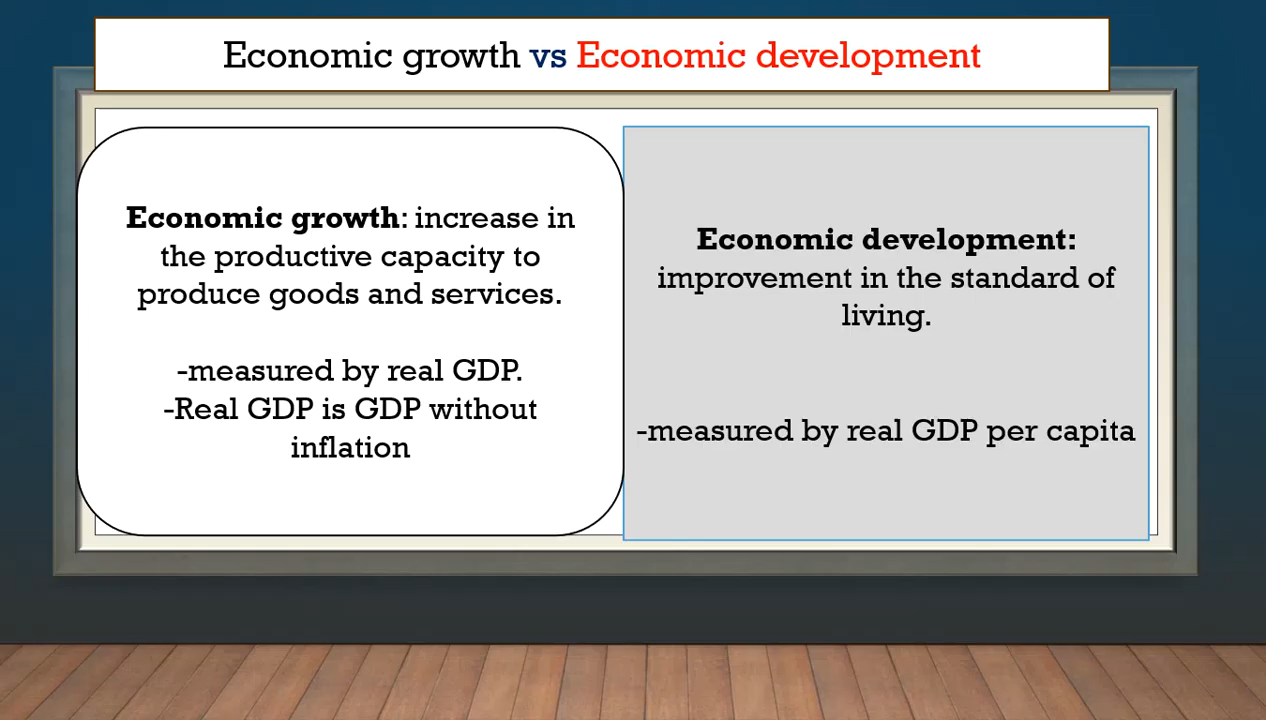 Economic growth vs Economic development
Economic growth: increase in
the productive capacity to
produce goods and services.
-measured by real GDP.
-Real GDP is GDP without
inflation
Economic development:
improvement in the standard of
living.
-measured by real GDP per capita